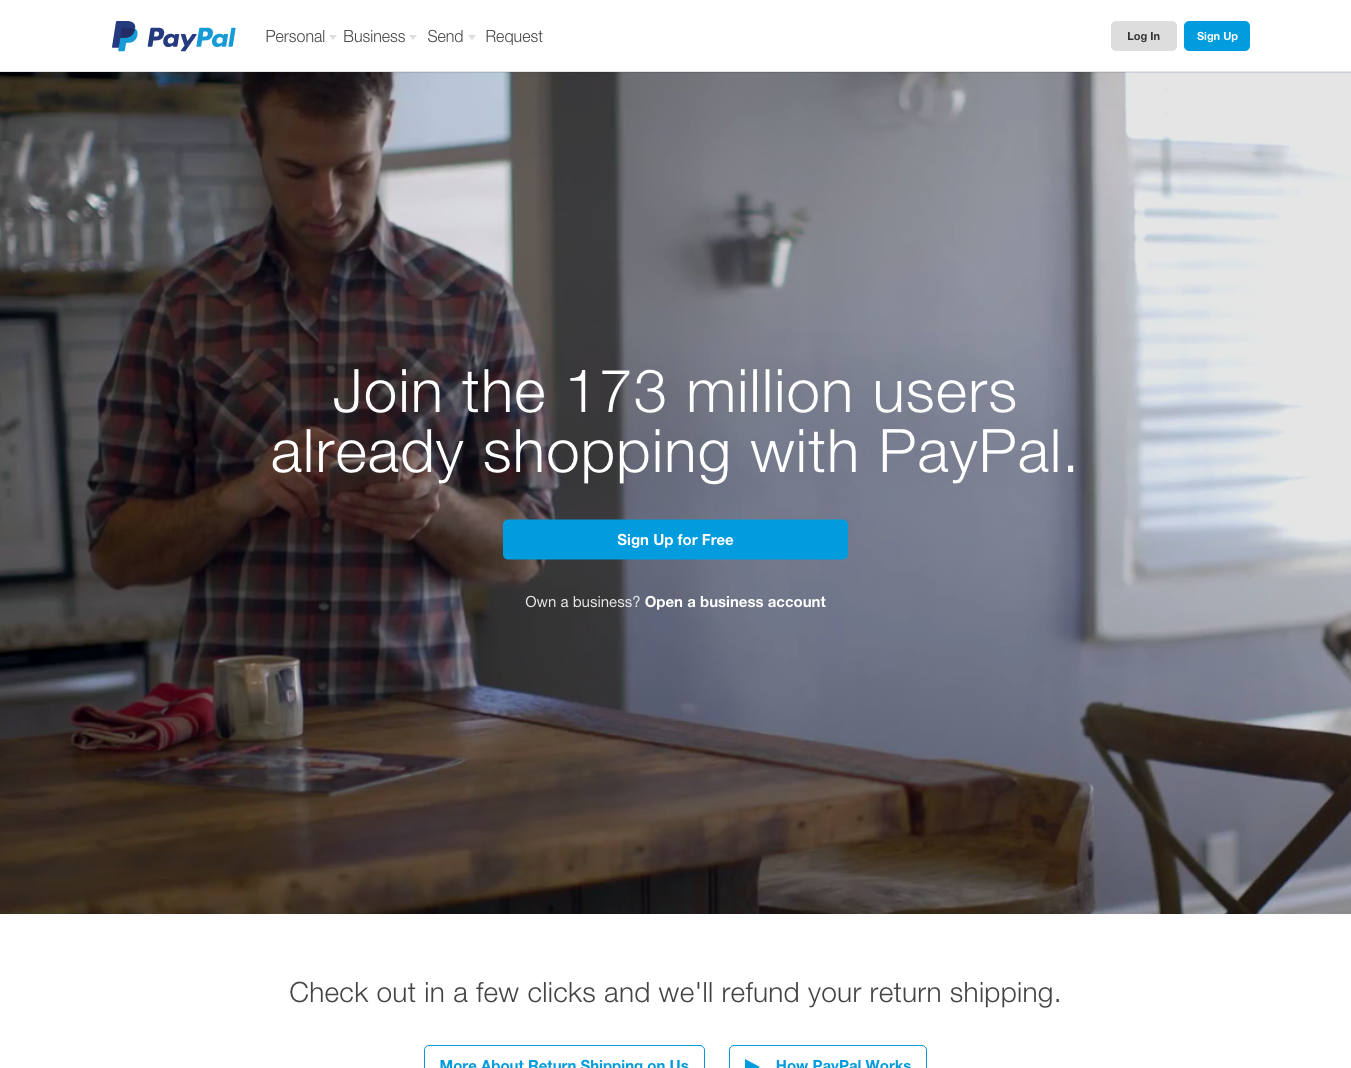 PayPal
Personal Business Send Request
Log In
Sign Up
Join the 173 million users
already shopping with PayPal.
Sign Up for Free
Own a business? Open a business account
Check out in a few clicks and we'll refund your return shipping.
More About Return Shipping on Us
How PayPal Works